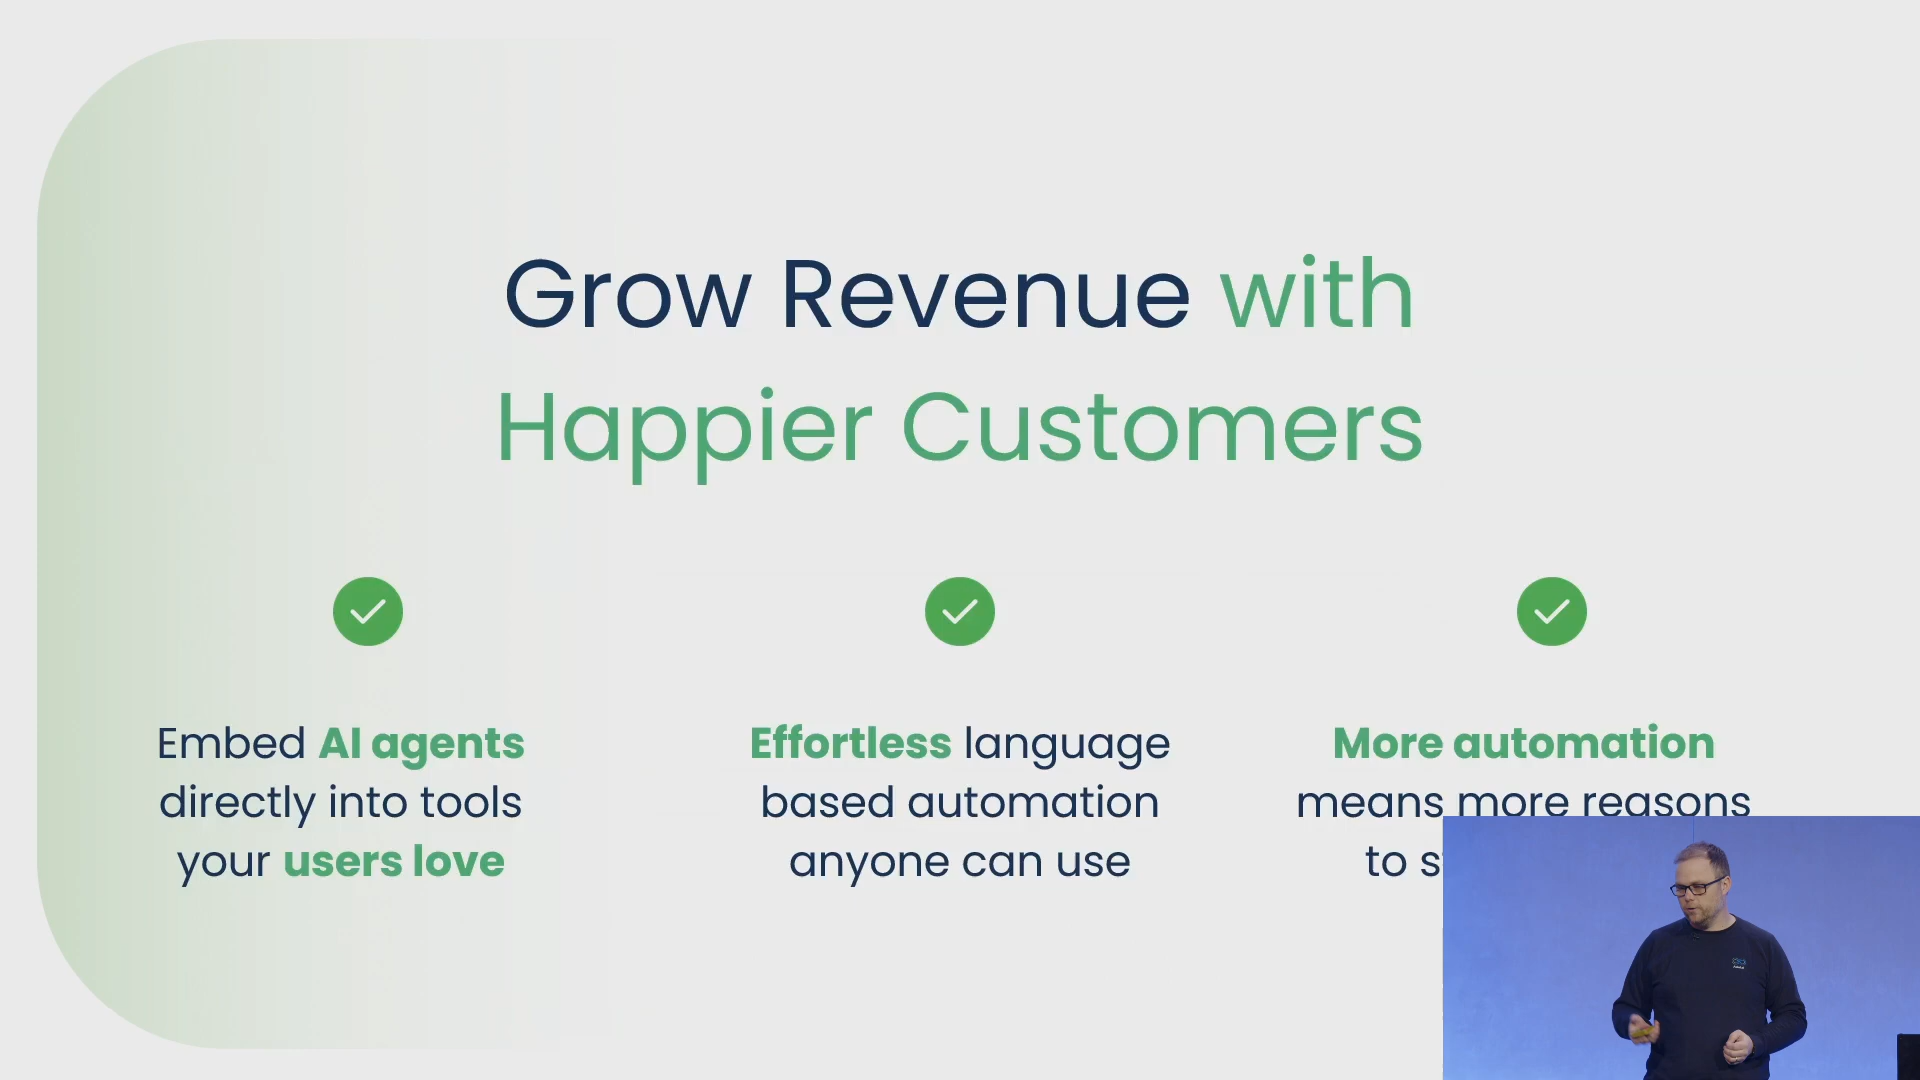 Grow Revenue with
Happier Customers
Embed AI agents
directly into tools
your users love
Effortless language
based automation
anyone can use
More automation
means more reasons
to